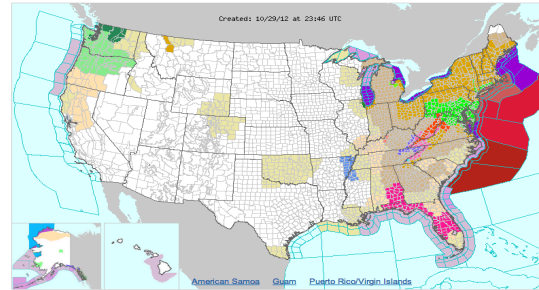 Created: 10/29/12 at 23:46 UTC
American Samoa Guam Puerto Rico/Virgin Islands